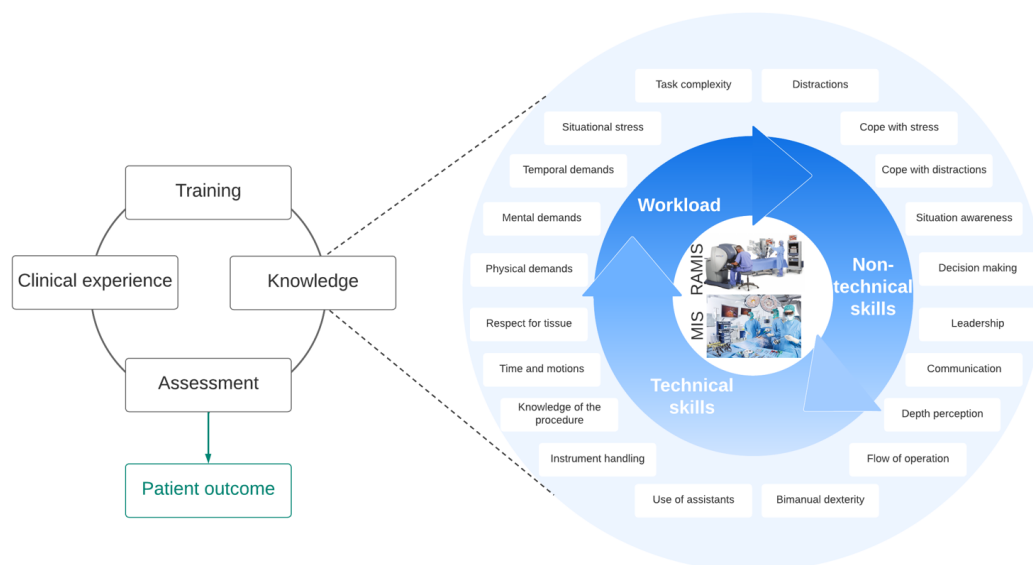 Training
Clinical experience
Knowledge
Assessment
Patient outcome
Task complexity
Distractions
Situational stress
Cope with stress
Temporal demands
Cope with distractions
Mental demands
Situation awareness
Physical demands
Decision making
Respect for tissue
Leadership
Time and motions
Communication
Knowledge of the
procedure
Depth perception
Instrument handling
Flow of operation
Use of assistants
Bimanual dexterity
Workload
Non-
technical
skills
Technical
skills
RAMIS
MIS